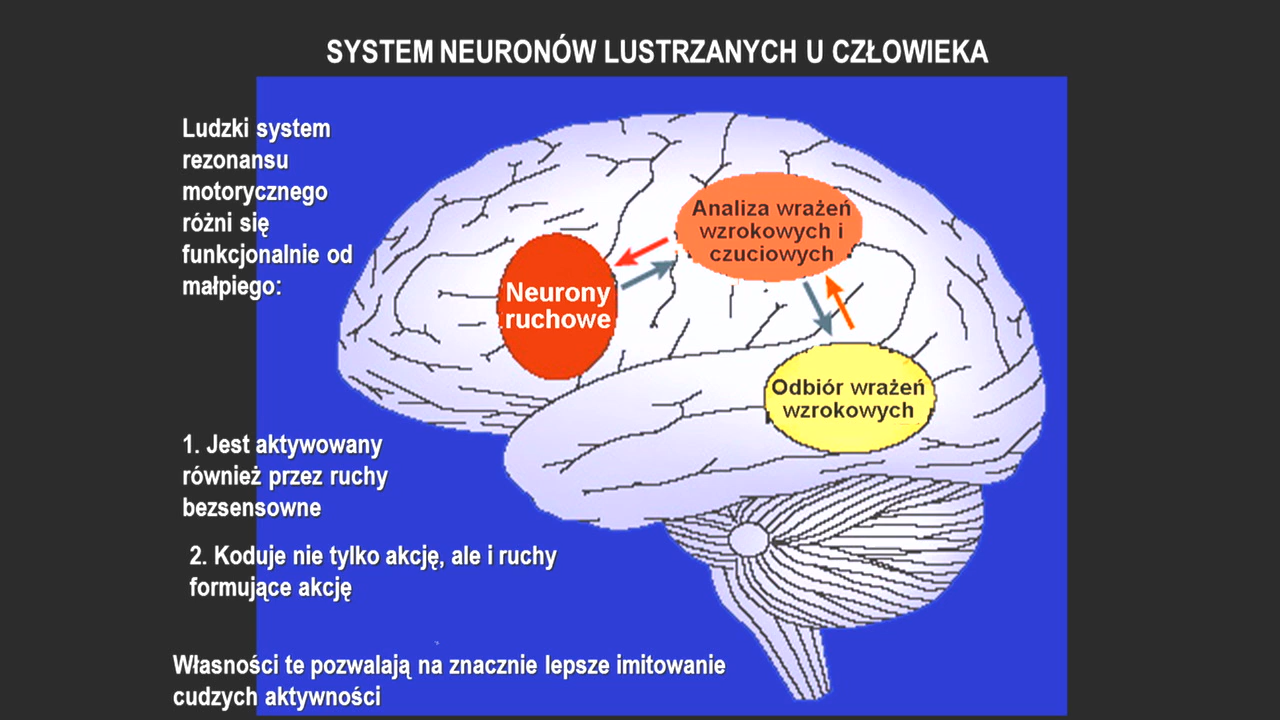 SYSTEM NEURONÓW LUSTRZANYCH U CZŁOWIEKA
Ludzki system
rezonansu
motorycznego
różni się
funkcjonalnie od
małpiego:
Analiza wrażeń
wzrokowych i
czuciowych
Neurony
ruchowe
Odbiór wrażeń
wzrokowych
1. Jest aktywowany
również przez ruchy
bezsensowne
2. Koduje nie tylko akcję, ale i ruchy
formujące akcję
Własności te pozwalają na znacznie lepsze imitowanie
cudzych aktywności